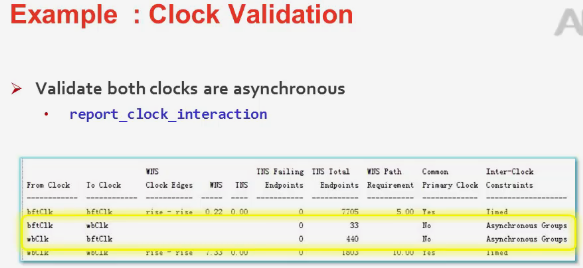 Example : Clock Validation
Validate both clocks are asynchronous
report_clock_interaction
WNS TNS Failing TNS Total WNS Path Common Inter-Clock
From Clock To Clock Clock Edges WNS TNS Endpoints Endpoints Requirement Primary Clock Constraints
bftClk bftClk rise - rise 0.22 0.00 0 7705 5.00 Yes Timed
bftClk wbClk 0 33 No Asynchronous Groups
wbClk bftClk 0 440 No Asynchronous Groups
wbClk wbClk rise - rise 7.33 0.00 0 1803 10.00 Yes Timed